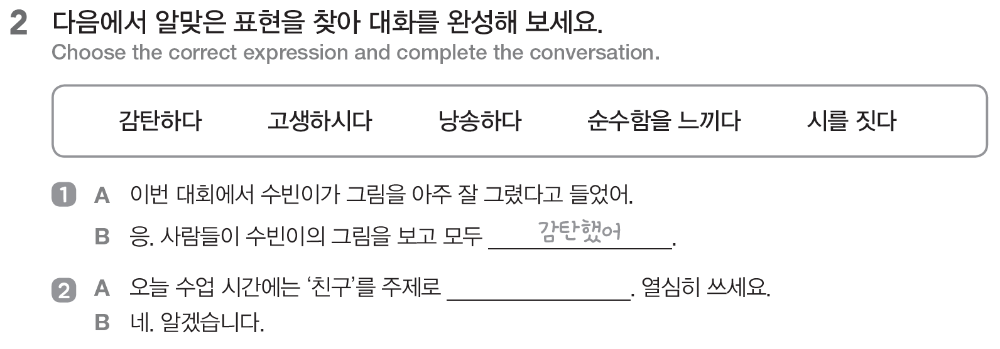 2 다음에서 알맞은 표현을 찾아 대화를 완성해 보세요.
Choose the correct expression and complete the conversation.
감탄하다 고생하시다 낭송하다 순수함을 느끼다 시를 짓다
1 A 이번 대회에서 수빈이가 그림을 아주 잘 그렸다고 들었어.
B 응. 사람들이 수빈이의 그림을 보고 모두 감탄했어.
2 A 오늘 수업 시간에는 ‘친구’를 주제로 ______. 열심히 쓰세요.
B 네. 알겠습니다.